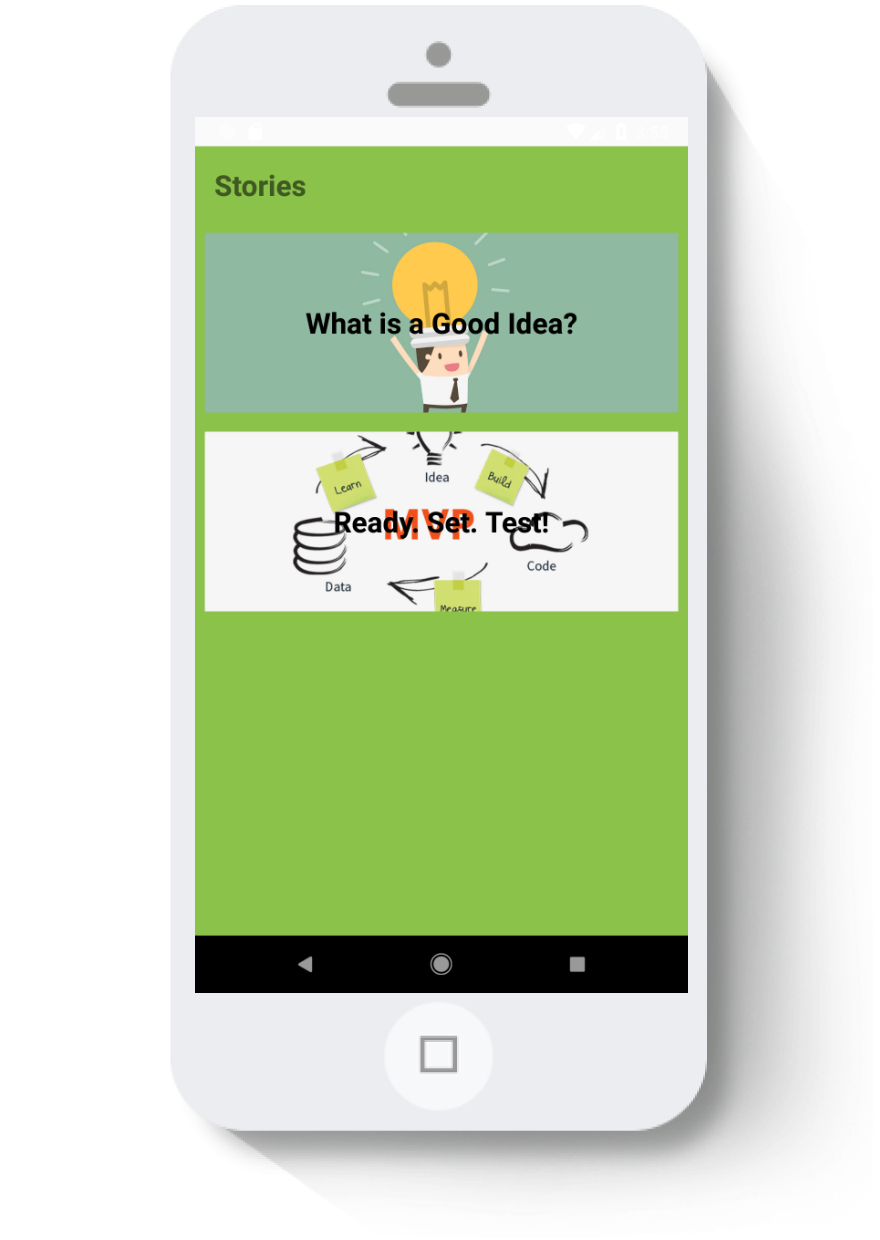 Stories
What is a Good Idea?
Idea
Learn
Build
MVP
Ready. Set. Test!
Code
Data
Measure